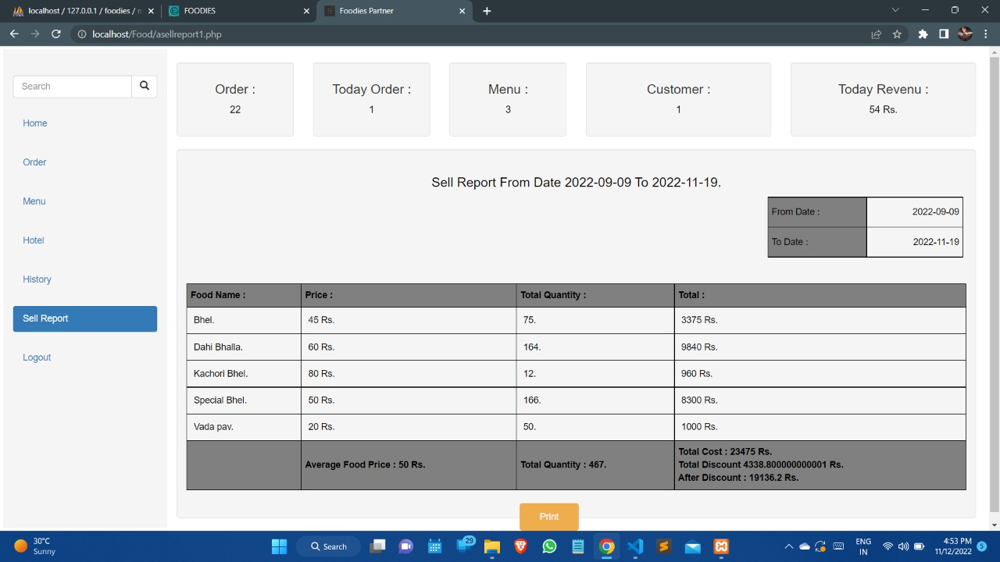 localhost / 127.0.0.1 / foodies / m
FOODIES
Foodies Partner
localhost/Food/asellreport1.php
Search
Home
Order
Menu
Hotel
History
Sell Report
Logout
Order :
22
Today Order :
1
Menu :
3
Customer :
1
Today Revenu :
54 Rs.
Sell Report From Date 2022-09-09 To 2022-11-19.
From Date : 2022-09-09
To Date : 2022-11-19
Food Name : Price : Total Quantity : Total :
Bhel. 45 Rs. 75. 3375 Rs.
Dahi Bhalla. 60 Rs. 164. 9840 Rs.
Kachori Bhel. 80 Rs. 12. 960 Rs.
Special Bhel. 50 Rs. 166. 8300 Rs.
Vada pav. 20 Rs. 50. 1000 Rs.
Average Food Price : 50 Rs. Total Quantity : 467.
Total Cost : 23475 Rs.
Total Discount 4338.800000000001 Rs.
After Discount : 19136.2 Rs.
Print
30°C
Sunny
Search
29
ENG
IN
4:53 PM
11/12/2022
5